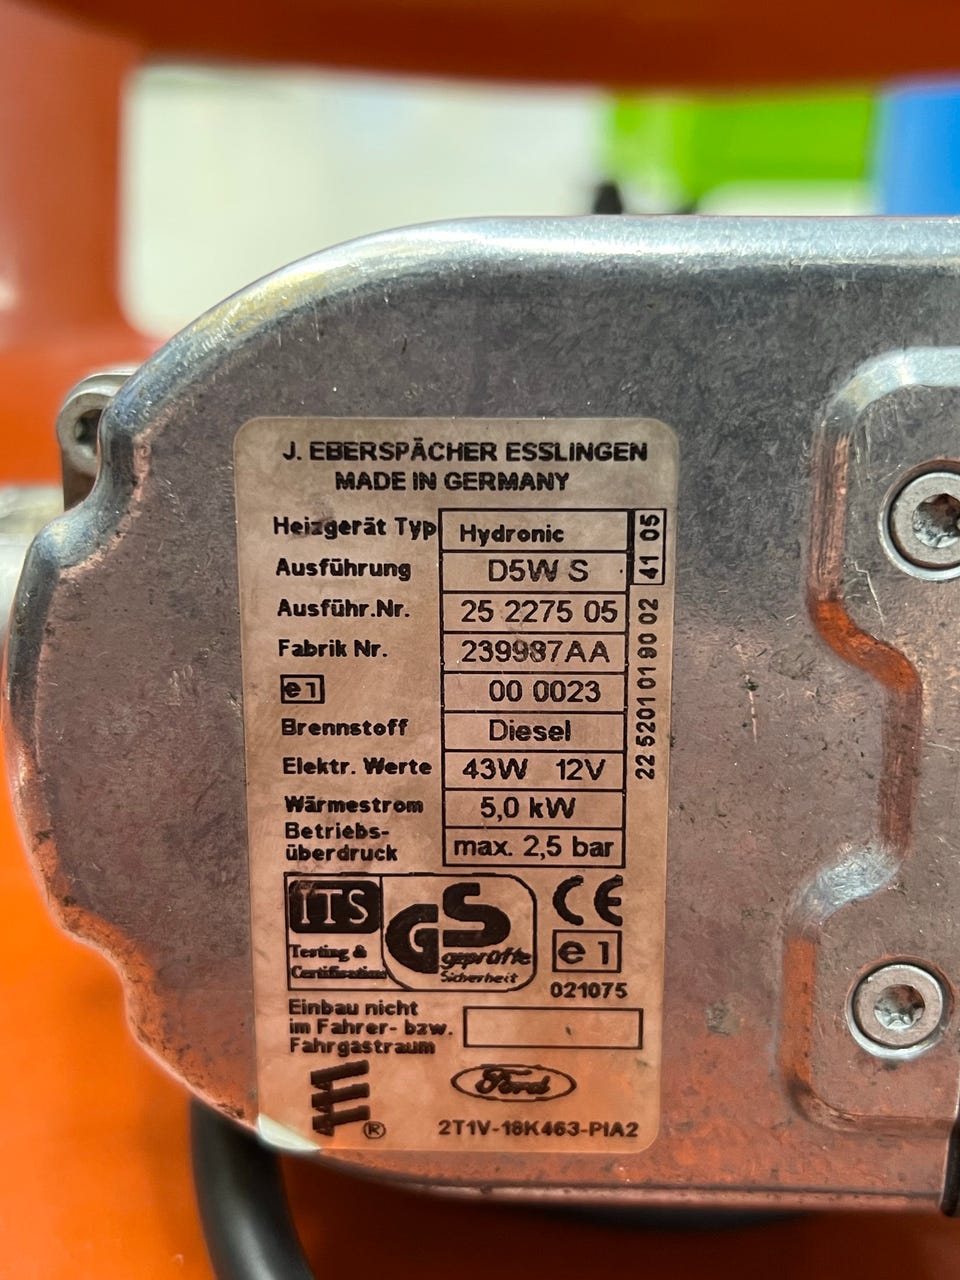 J. EBERSPÄCHER ESSLINGEN
MADE IN GERMANY
Heizgerät Typ Hydronic
Ausführung D5W S
Ausführ.Nr. 25 2275 05
Fabrik Nr. 239987AA
e1 00 0023
Brennstoff Diesel
Elektr. Werte 43W 12V
Wärmestrom 5,0 kW
Betriebs-
überdruck max. 2,5 bar
41 05
22 5201 01 90 02
ITS
Testing &
Certification
GS
geprüfte
Sicherheit
CE
e1
021075
Einbau nicht
im Fahrer- bzw.
Fahrgastraum
®
Ford
2T1V-18K463-PIA2